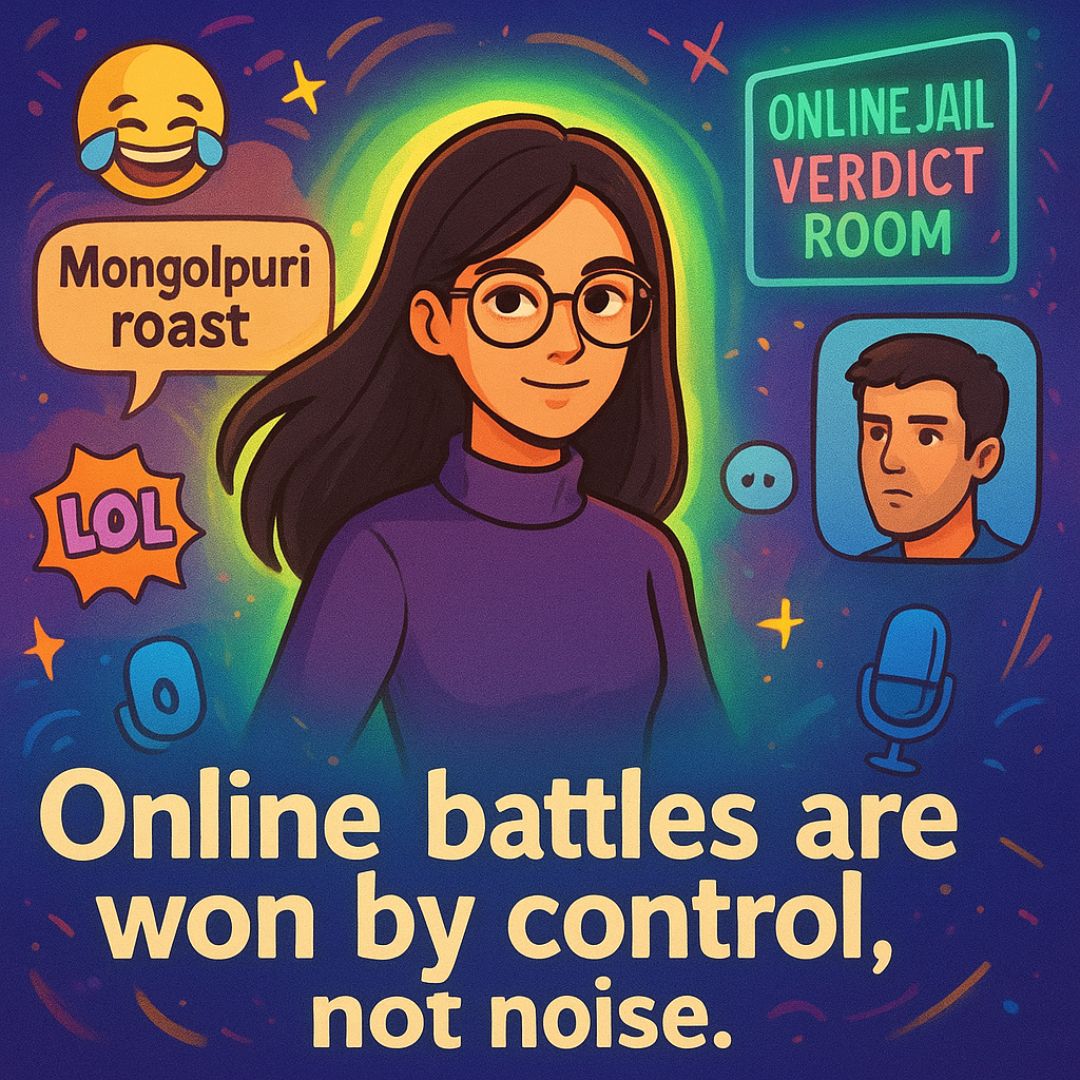 ONLINE JAIL
VERDICT
ROOM
Mongolpuri
roast
LOL
Online battles are
won by control,
not noise.